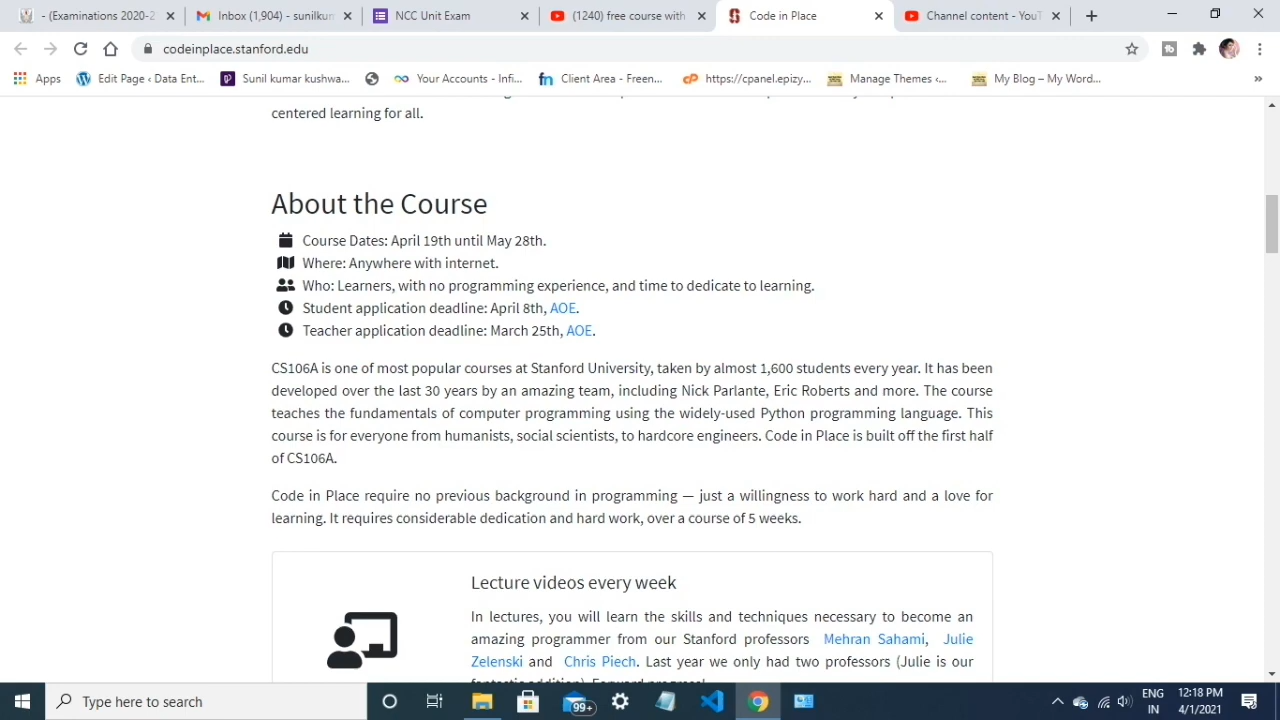 - (Examinations 2020-2
Inbox (1,904) - sunilkum
NCC Unit Exam
(1240) free course with
Code in Place
Channel content - YouT
codeinplace.stanford.edu
Apps
Edit Page ‹ Data Ent...
Sunil kumar kushwa...
Your Accounts - Infi...
fn Client Area - Freen...
cP https://cpanel.epizy...
Manage Themes ‹...
My Blog – My Word...
»
centered learning for all.
About the Course
Course Dates: April 19th until May 28th.
Where: Anywhere with internet.
Who: Learners, with no programming experience, and time to dedicate to learning.
Student application deadline: April 8th, AOE.
Teacher application deadline: March 25th, AOE.
CS106A is one of most popular courses at Stanford University, taken by almost 1,600 students every year. It has been
developed over the last 30 years by an amazing team, including Nick Parlante, Eric Roberts and more. The course
teaches the fundamentals of computer programming using the widely-used Python programming language. This
course is for everyone from humanists, social scientists, to hardcore engineers. Code in Place is built off the first half
of CS106A.
Code in Place require no previous background in programming — just a willingness to work hard and a love for
learning. It requires considerable dedication and hard work, over a course of 5 weeks.
Lecture videos every week
In lectures, you will learn the skills and techniques necessary to become an
amazing programmer from our Stanford professors Mehran Sahami, Julie
Zelenski and Chris Piech. Last year we only had two professors (Julie is our
fantastic addition). Forward progress!
Type here to search
99+
ENG
IN
12:18 PM
4/1/2021